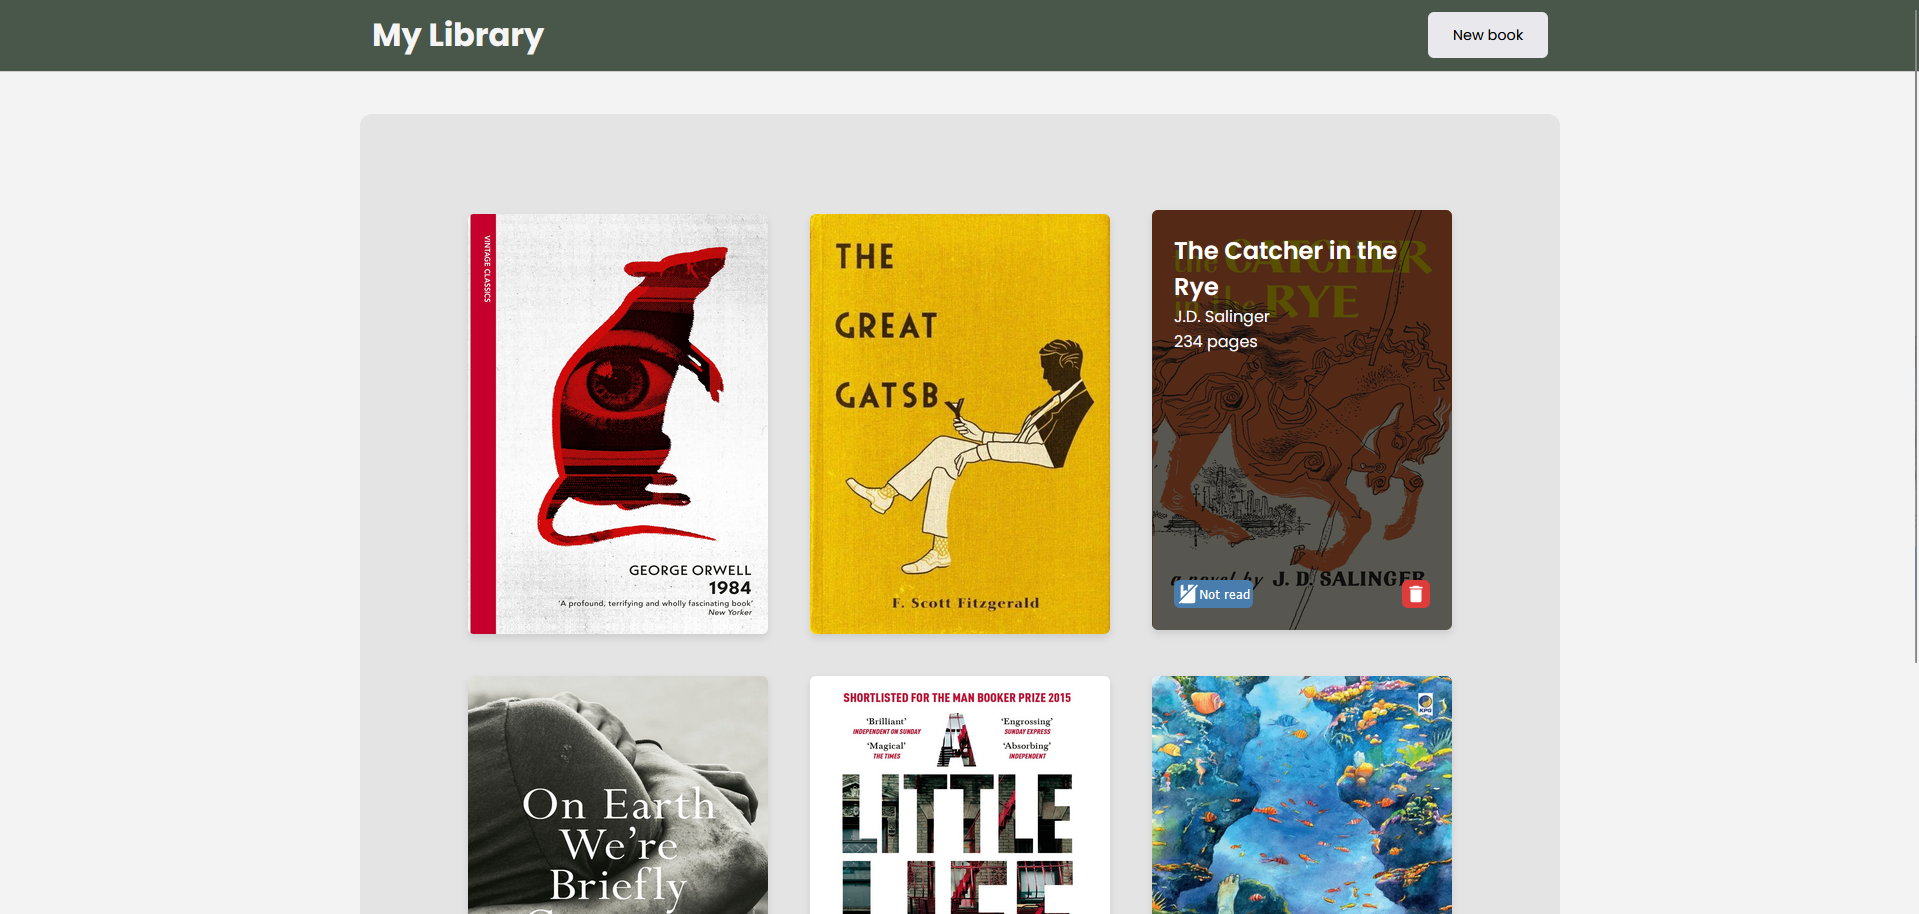 My Library
New book
VINTAGE CLASSICS
GEORGE ORWELL
1984
'A profound, terrifying and wholly fascinating book'
New Yorker
THE
GREAT
GATSB
F. Scott Fitzgerald
The Catcher in the
Rye
J.D. Salinger
234 pages
the CATCHER
in the RYE
a novel by J. D. SALINGER
Not read
On Earth
We're
Briefly
SHORTLISTED FOR THE MAN BOOKER PRIZE 2015
'Brilliant'
INDEPENDENT ON SUNDAY
'Magical'
THE TIMES
A
'Engrossing'
SUNDAY EXPRESS
'Absorbing'
INDEPENDENT
LITTLE
LIFE
KPG